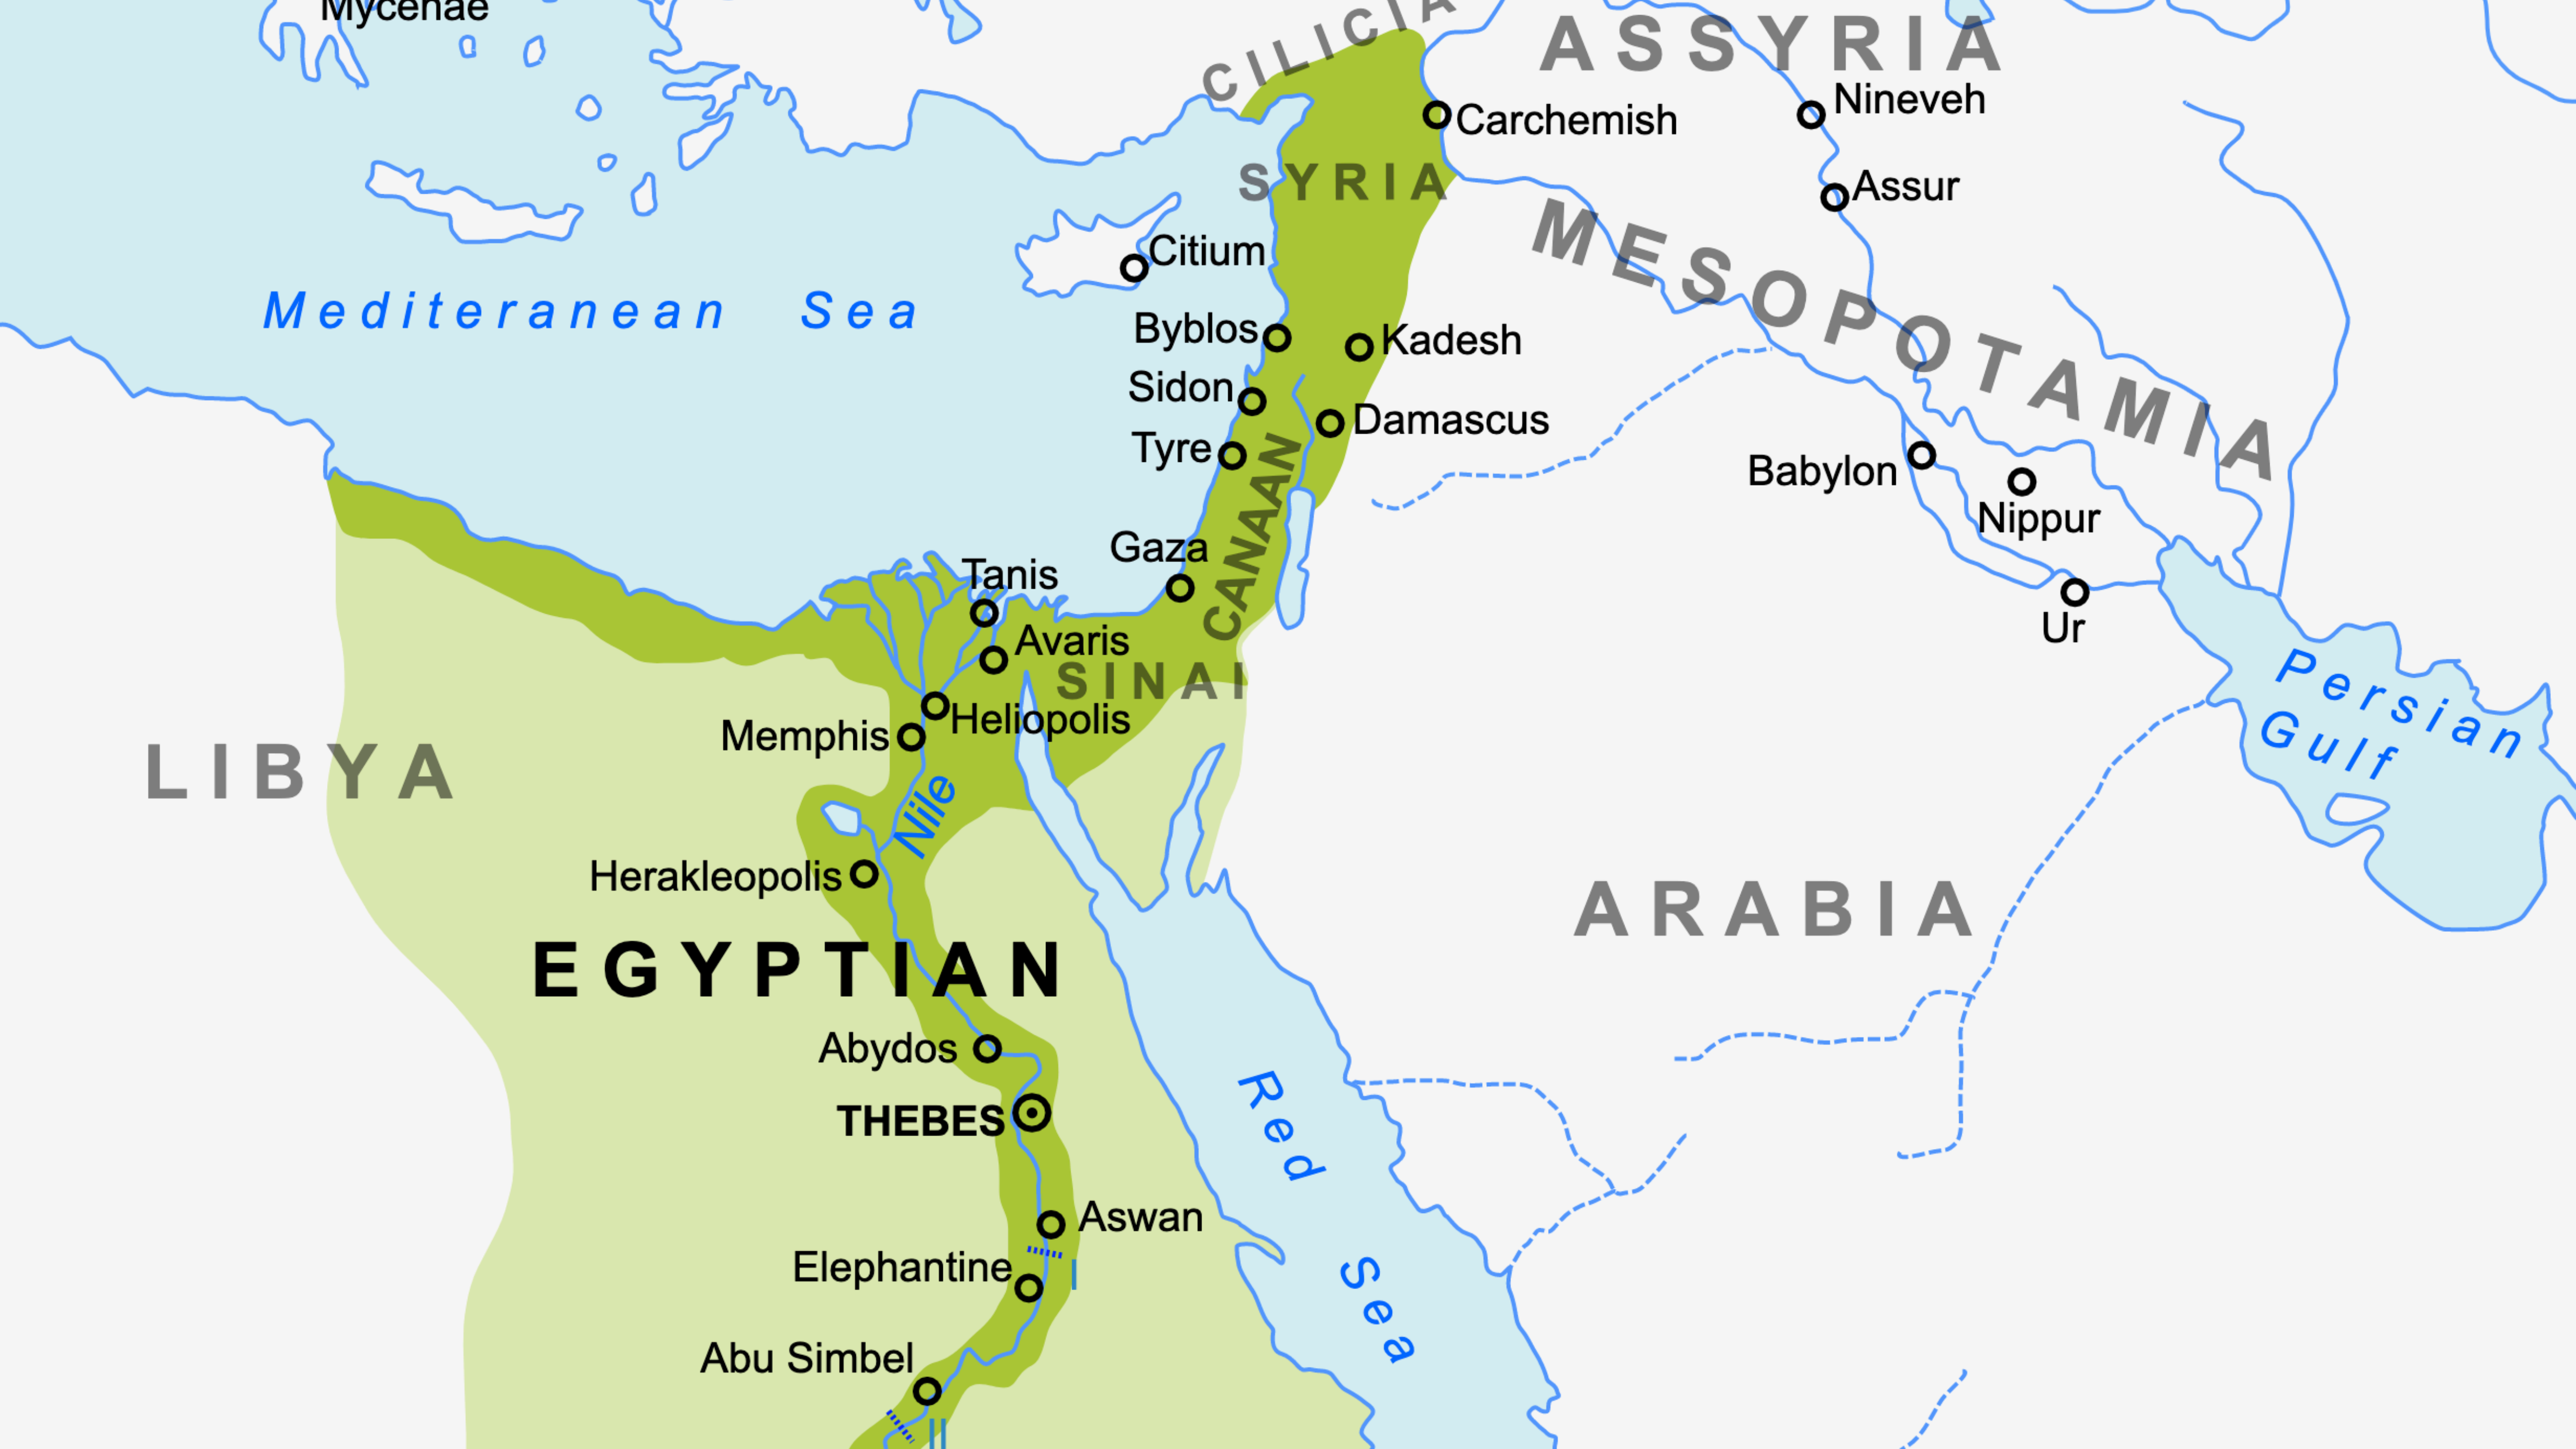 Mycenae
CILICIA
ASSYRIA
Nineveh
Carchemish
Assur
SYRIA
MESOPOTAMIA
Citium
Mediteranean Sea
Byblos
Kadesh
Sidon
Damascus
Tyre
CANAAN
Babylon
Nippur
Gaza
Tanis
Ur
Avaris
SINAI
Persian
Gulf
Heliopolis
Memphis
LIBYA
Nile
Herakleopolis
ARABIA
EGYPTIAN
Abydos
THEBES
Red Sea
Aswan
Elephantine
I
Abu Simbel
II